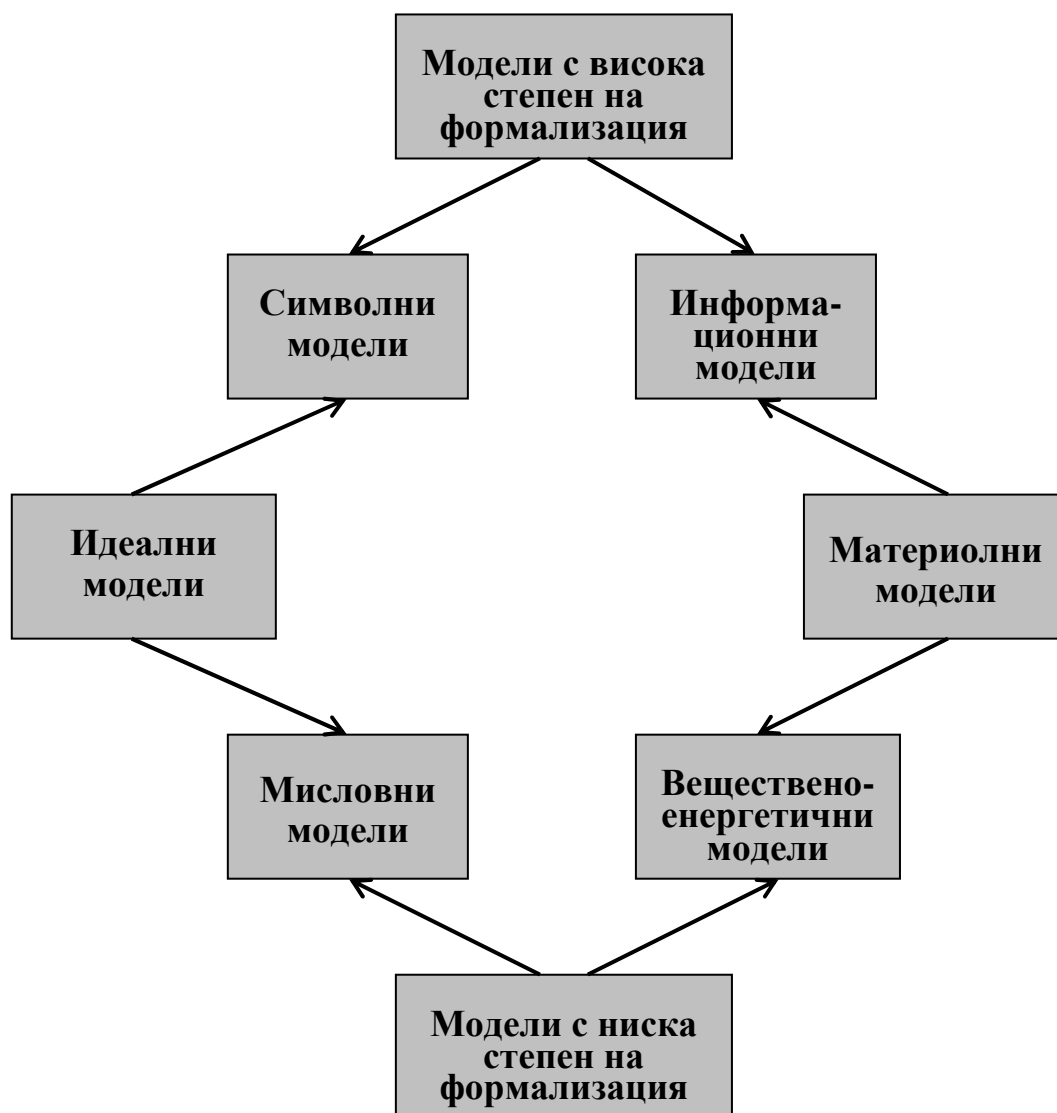 Модели с висока
степен на
формализация
Символни
модели
Информа-
ционни
модели
Идеални
модели
Материолни
модели
Мисловни
модели
Веществено-
енергетични
модели
Модели с ниска
степен на
формализация